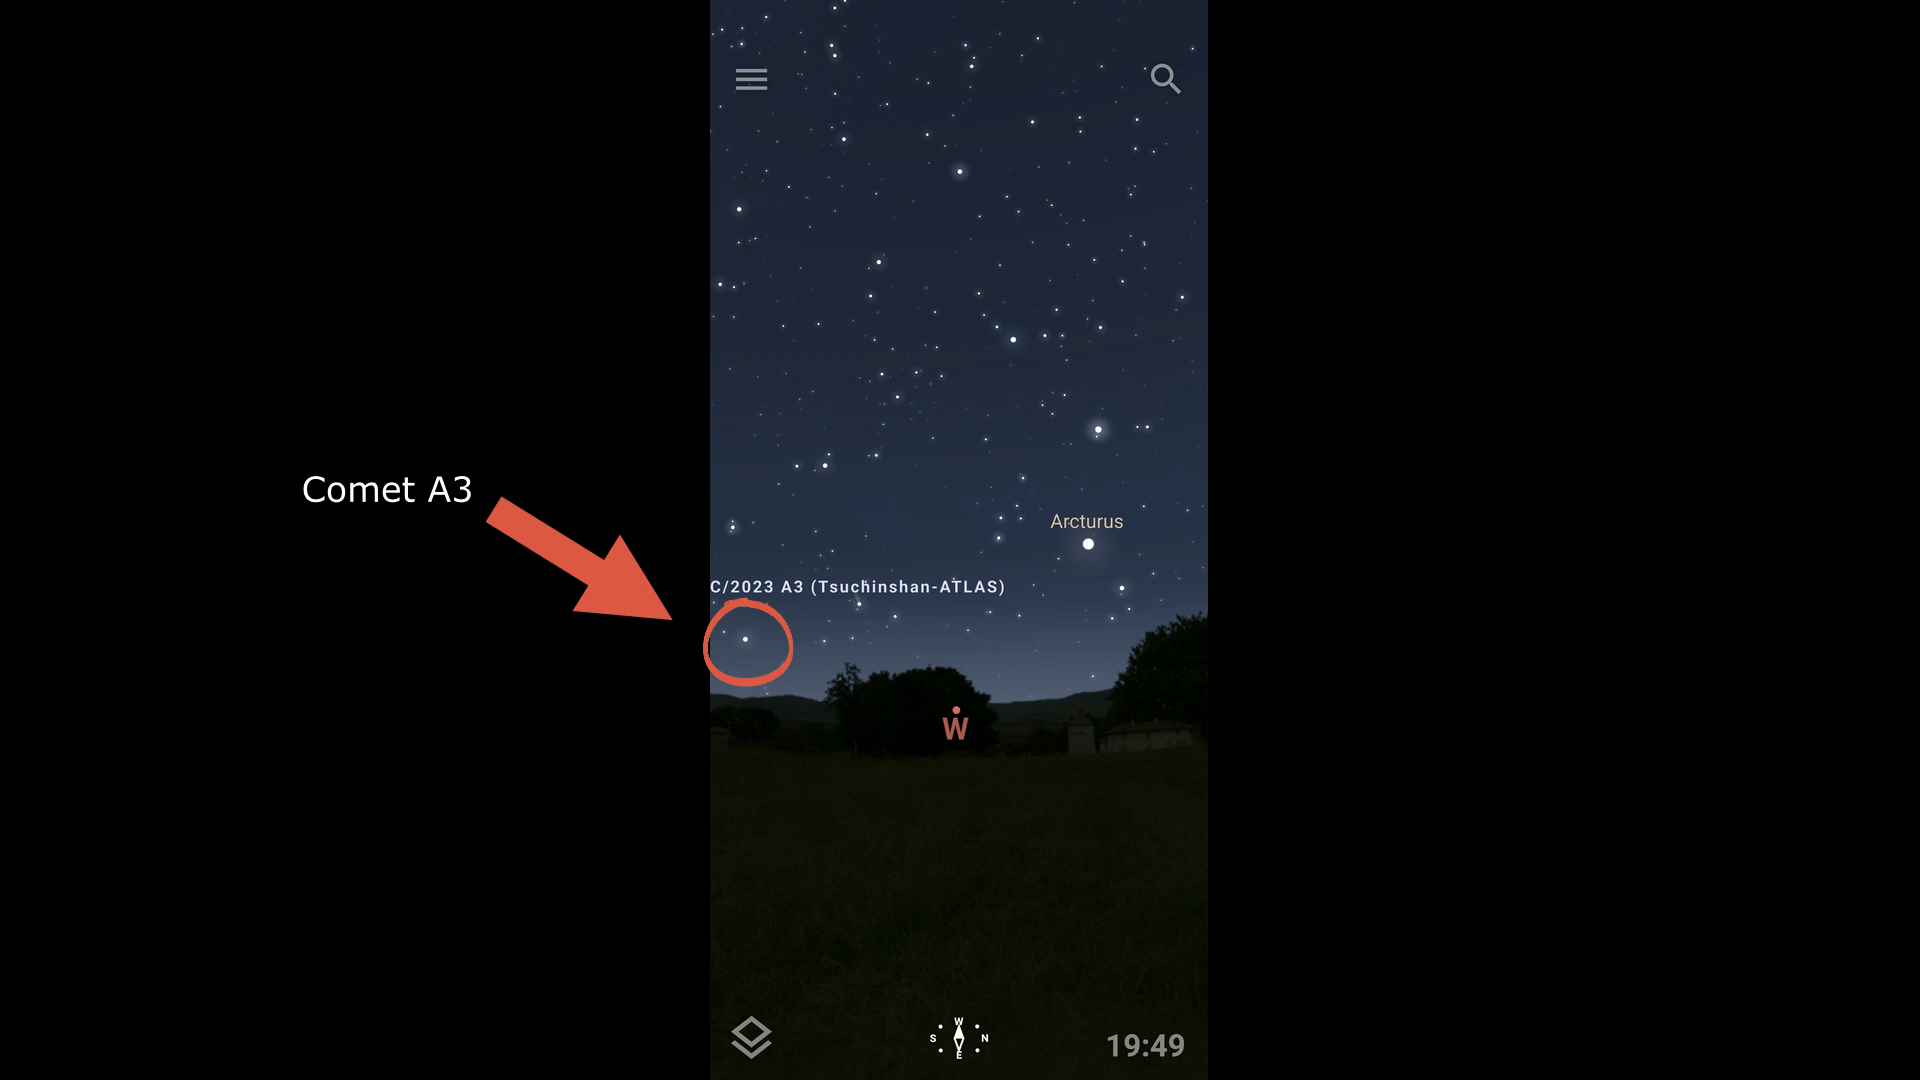 Comet A3
Arcturus
C/2023 A3 (Tsuchinshan-ATLAS)
W
W
S N
E
19:49